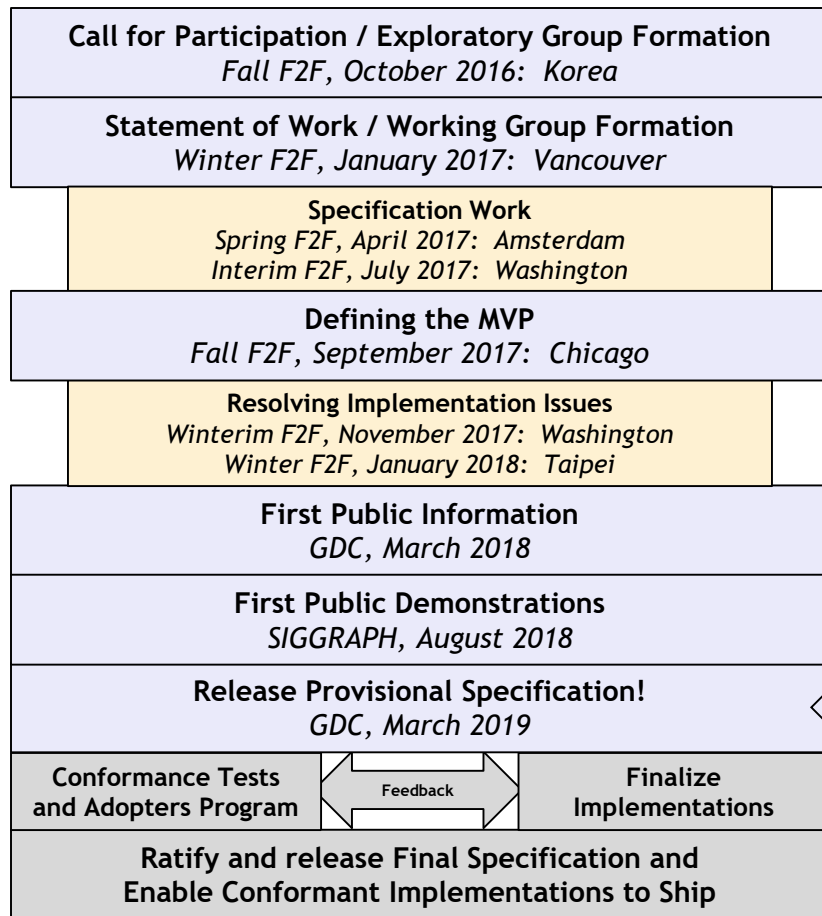 Call for Participation / Exploratory Group Formation
Fall F2F, October 2016:  Korea
Statement of Work / Working Group Formation
Winter F2F, January 2017:  Vancouver
Specification Work
Spring F2F, April 2017:  Amsterdam
Interim F2F, July 2017:  Washington
Defining the MVP
Fall F2F, September 2017:  Chicago
Resolving Implementation Issues
Winterim F2F, November 2017:  Washington
Winter F2F, January 2018:  Taipei
First Public Information
GDC, March 2018
First Public Demonstrations
SIGGRAPH, August 2018
Release Provisional Specification!
GDC, March 2019
Conformance Tests
and Adopters Program
Feedback
Finalize
Implementations
Ratify and release Final Specification and
Enable Conformant Implementations to Ship